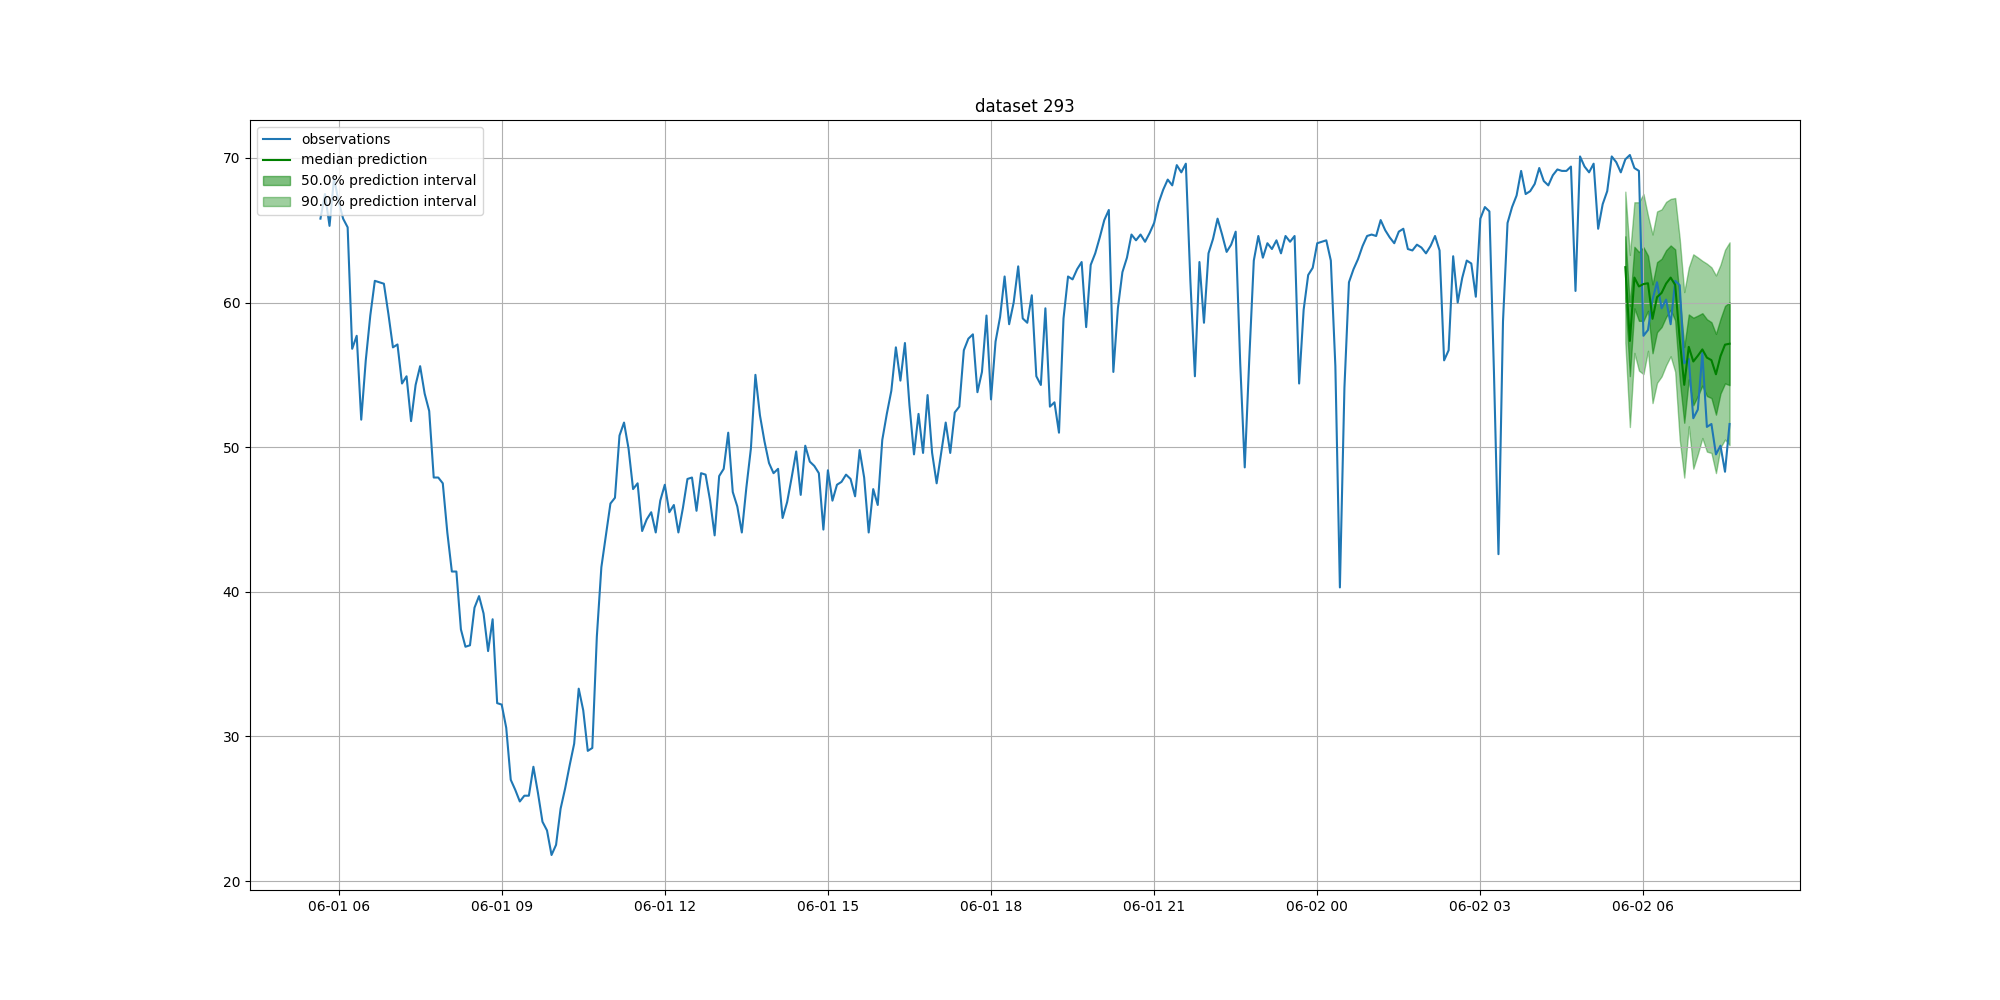 dataset 293
observations
median prediction
50.0% prediction interval
90.0% prediction interval
70
60
50
40
30
20
06-01 06 06-01 09 06-01 12 06-01 15 06-01 18 06-01 21 06-02 00 06-02 03 06-02 06